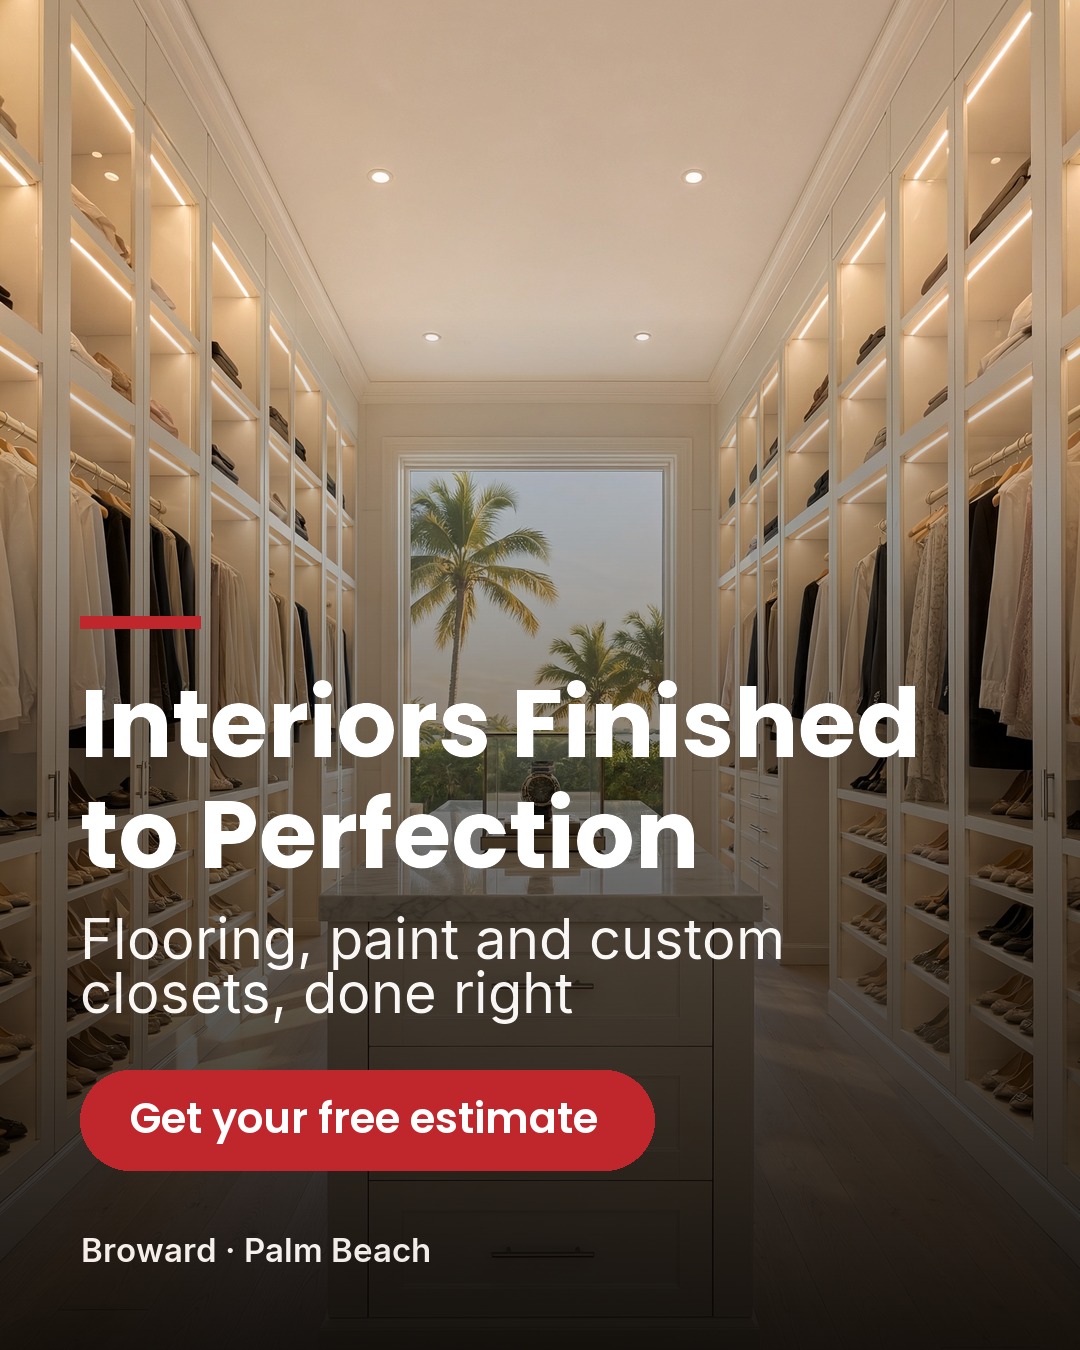 Interiors Finished
to Perfection
Flooring, paint and custom
closets, done right
Get your free estimate
Broward · Palm Beach